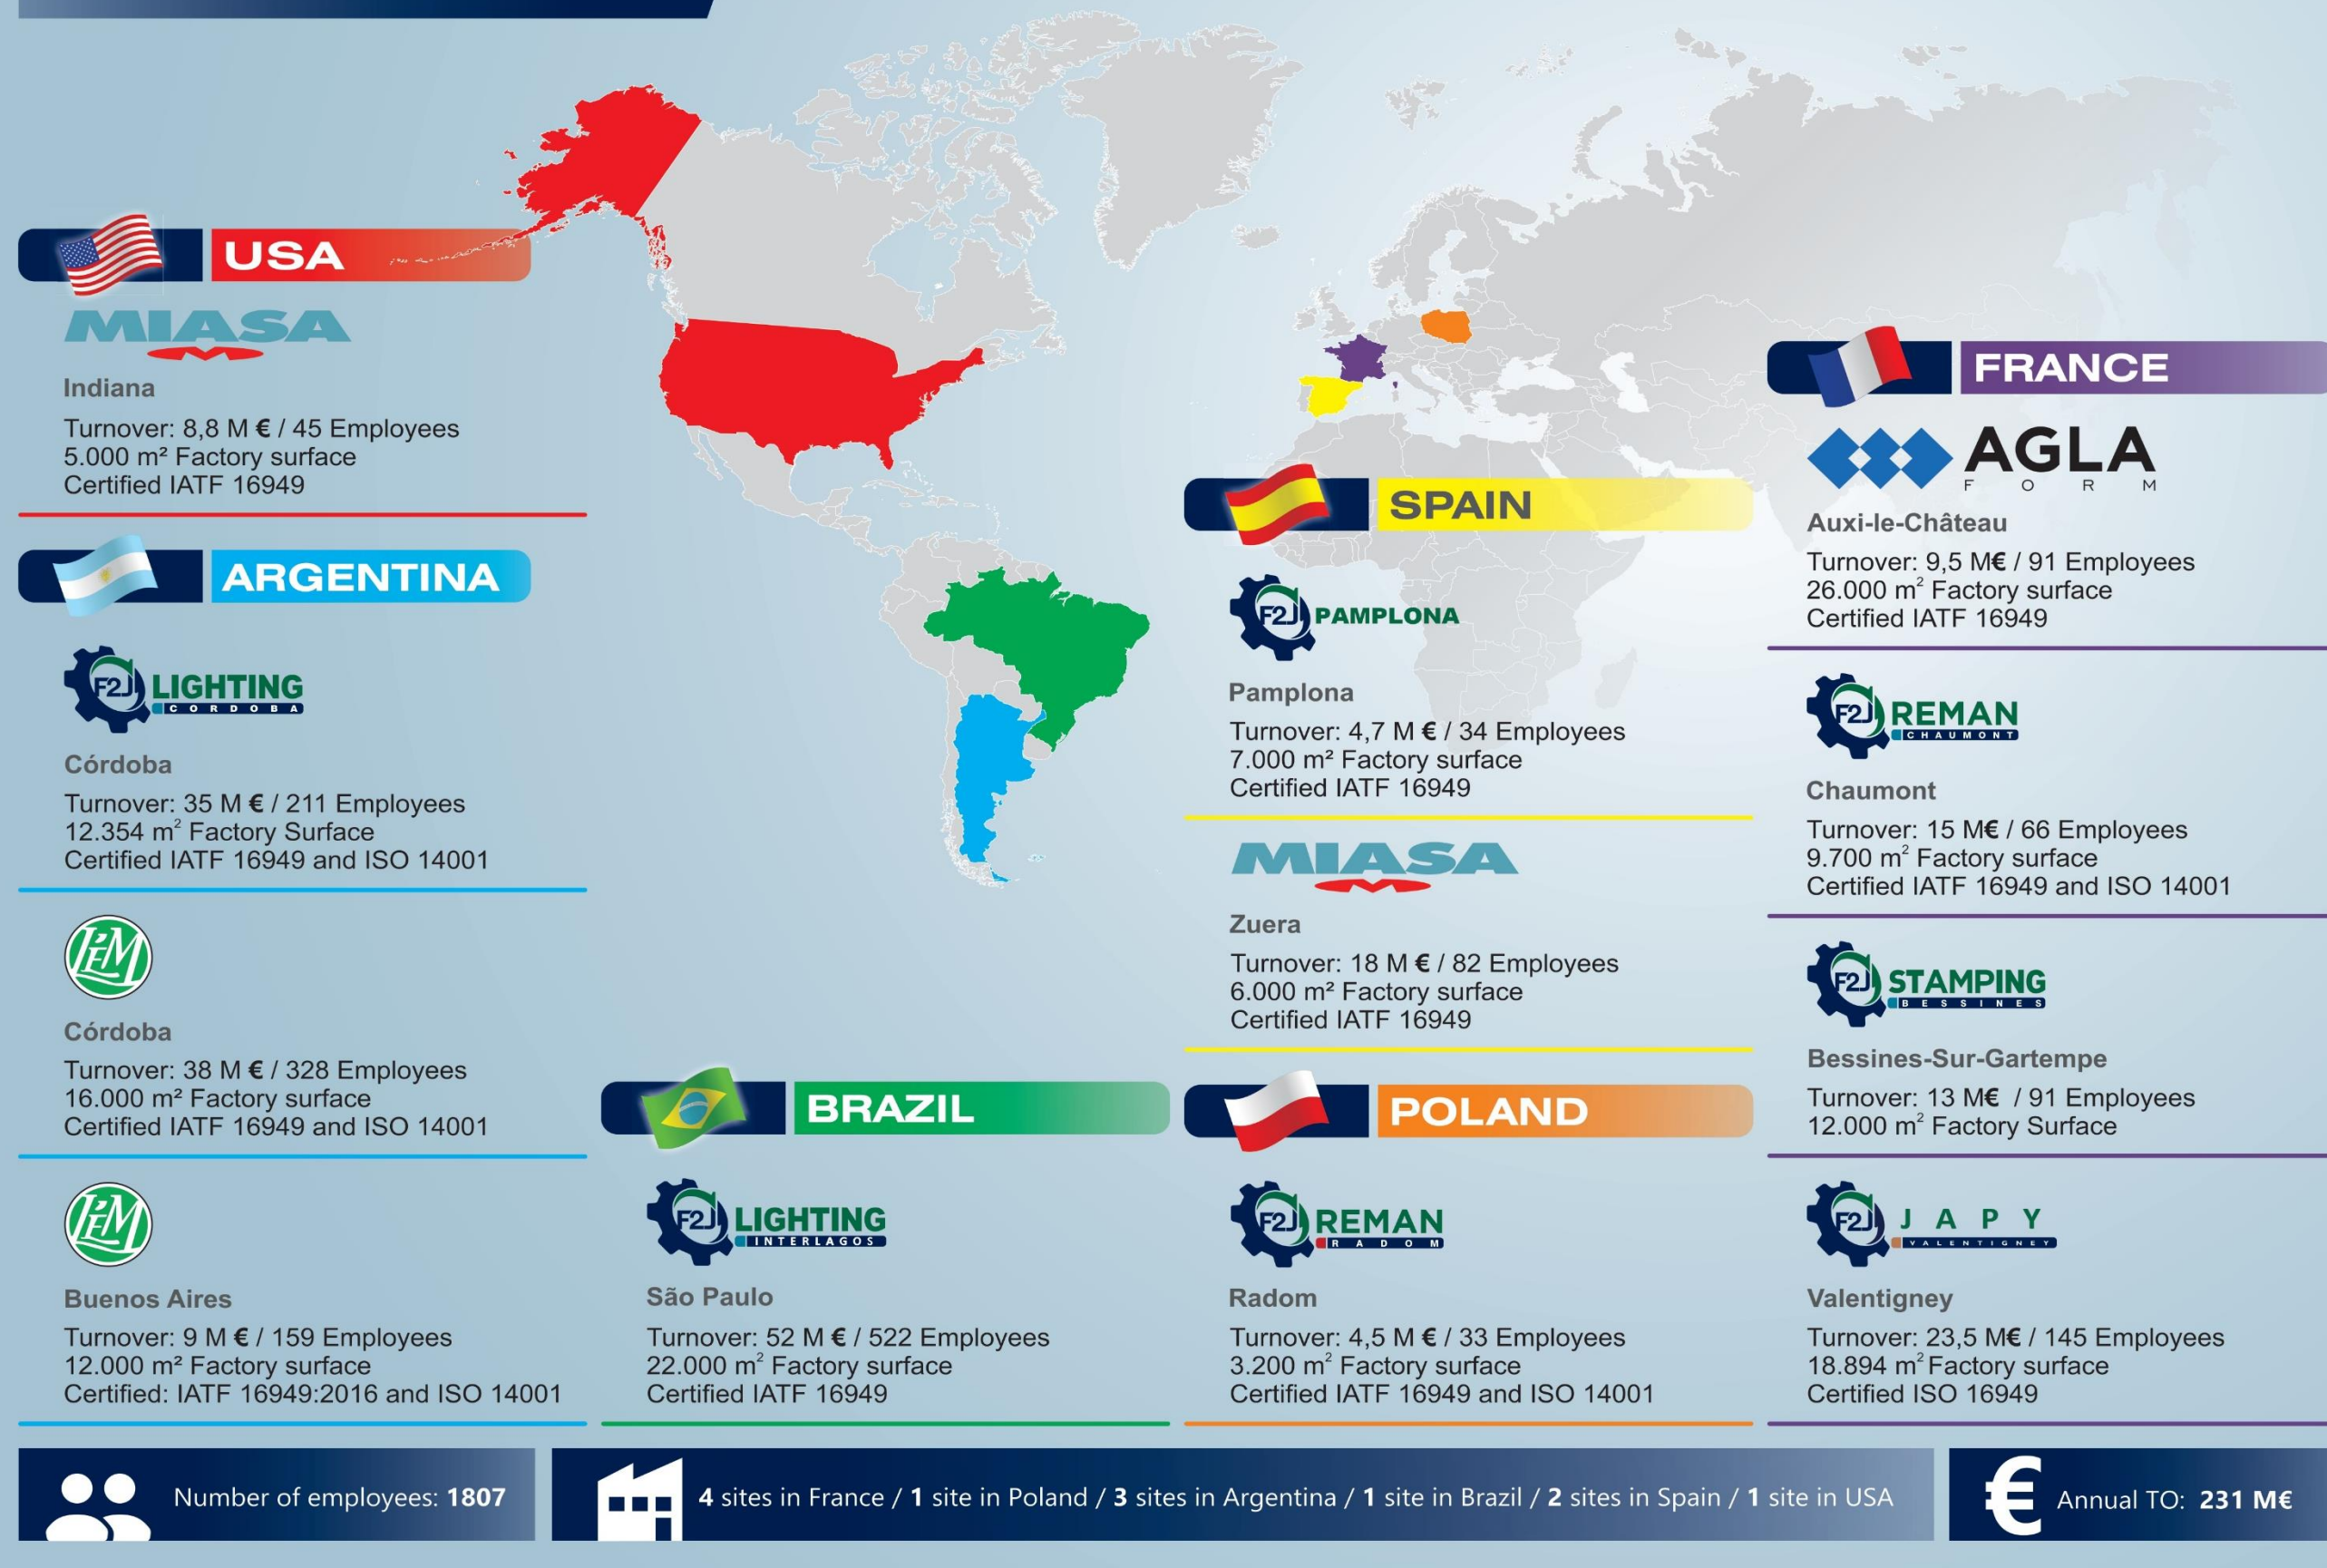 USA
MIASA
Indiana
Turnover: 8,8 M € / 45 Employees
5.000 m² Factory surface
Certified IATF 16949
ARGENTINA
F2J LIGHTING
CORDOBA
Córdoba
Turnover: 35 M € / 211 Employees
12.354 m² Factory Surface
Certified IATF 16949 and ISO 14001
L'EM
Córdoba
Turnover: 38 M € / 328 Employees
16.000 m² Factory surface
Certified IATF 16949 and ISO 14001
L'EM
Buenos Aires
Turnover: 9 M € / 159 Employees
12.000 m² Factory surface
Certified: IATF 16949:2016 and ISO 14001
BRAZIL
F2J LIGHTING
INTERLAGOS
São Paulo
Turnover: 52 M € / 522 Employees
22.000 m² Factory surface
Certified IATF 16949
SPAIN
F2J PAMPLONA
Pamplona
Turnover: 4,7 M € / 34 Employees
7.000 m² Factory surface
Certified IATF 16949
MIASA
Zuera
Turnover: 18 M € / 82 Employees
6.000 m² Factory surface
Certified IATF 16949
POLAND
F2J REMAN
RADOM
Radom
Turnover: 4,5 M € / 33 Employees
3.200 m² Factory surface
Certified IATF 16949 and ISO 14001
FRANCE
AGLA
FORM
Auxi-le-Château
Turnover: 9,5 M€ / 91 Employees
26.000 m² Factory surface
Certified IATF 16949
F2J REMAN
CHAUMONT
Chaumont
Turnover: 15 M€ / 66 Employees
9.700 m² Factory surface
Certified IATF 16949 and ISO 14001
F2J STAMPING
BESSINES
Bessines-Sur-Gartempe
Turnover: 13 M€ / 91 Employees
12.000 m² Factory Surface
F2J JAPY
VALENTIGNEY
Valentigney
Turnover: 23,5 M€ / 145 Employees
18.894 m² Factory surface
Certified ISO 16949
Number of employees: 1807
4 sites in France / 1 site in Poland / 3 sites in Argentina / 1 site in Brazil / 2 sites in Spain / 1 site in USA
€ Annual TO: 231 M€